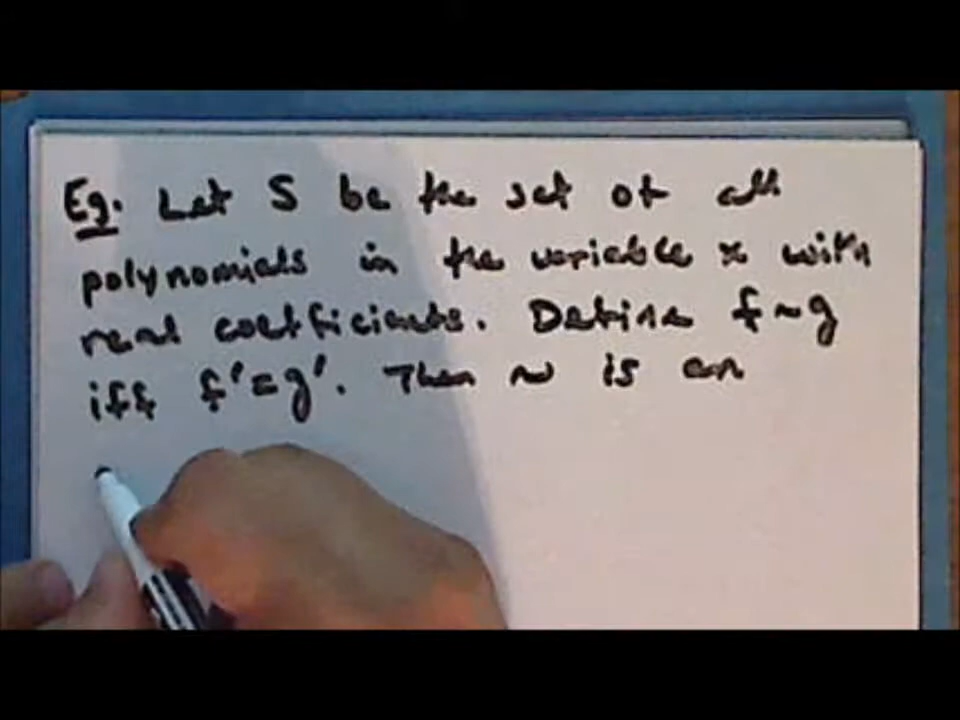 Eg. Let S be the set of all
polynomials in the variable x with
real coefficients. Define f ~ g
iff f' = g'. Then ~ is an